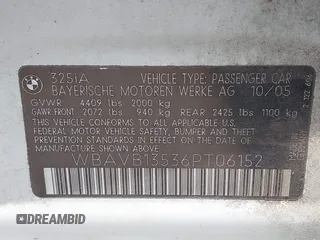 BMW
325iA VEHICLE TYPE: PASSENGER CAR
BAYERISCHE MOTOREN WERKE AG 10/05
GVWR 4409 lbs 2000 kg
GAWR FRONT 2072 lbs 940 kg REAR 2425 lbs 1100 kg
THIS VEHICLE CONFORMS TO ALL APPLICABLE U.S.
FEDERAL MOTOR VEHICLE SAFETY, BUMPER, AND
THEFT PREVENTION STANDARDS IN EFFECT ON THE
DATE OF MANUFACTURE SHOWN ABOVE.
WBAVB13536PT06152
DREAMBID